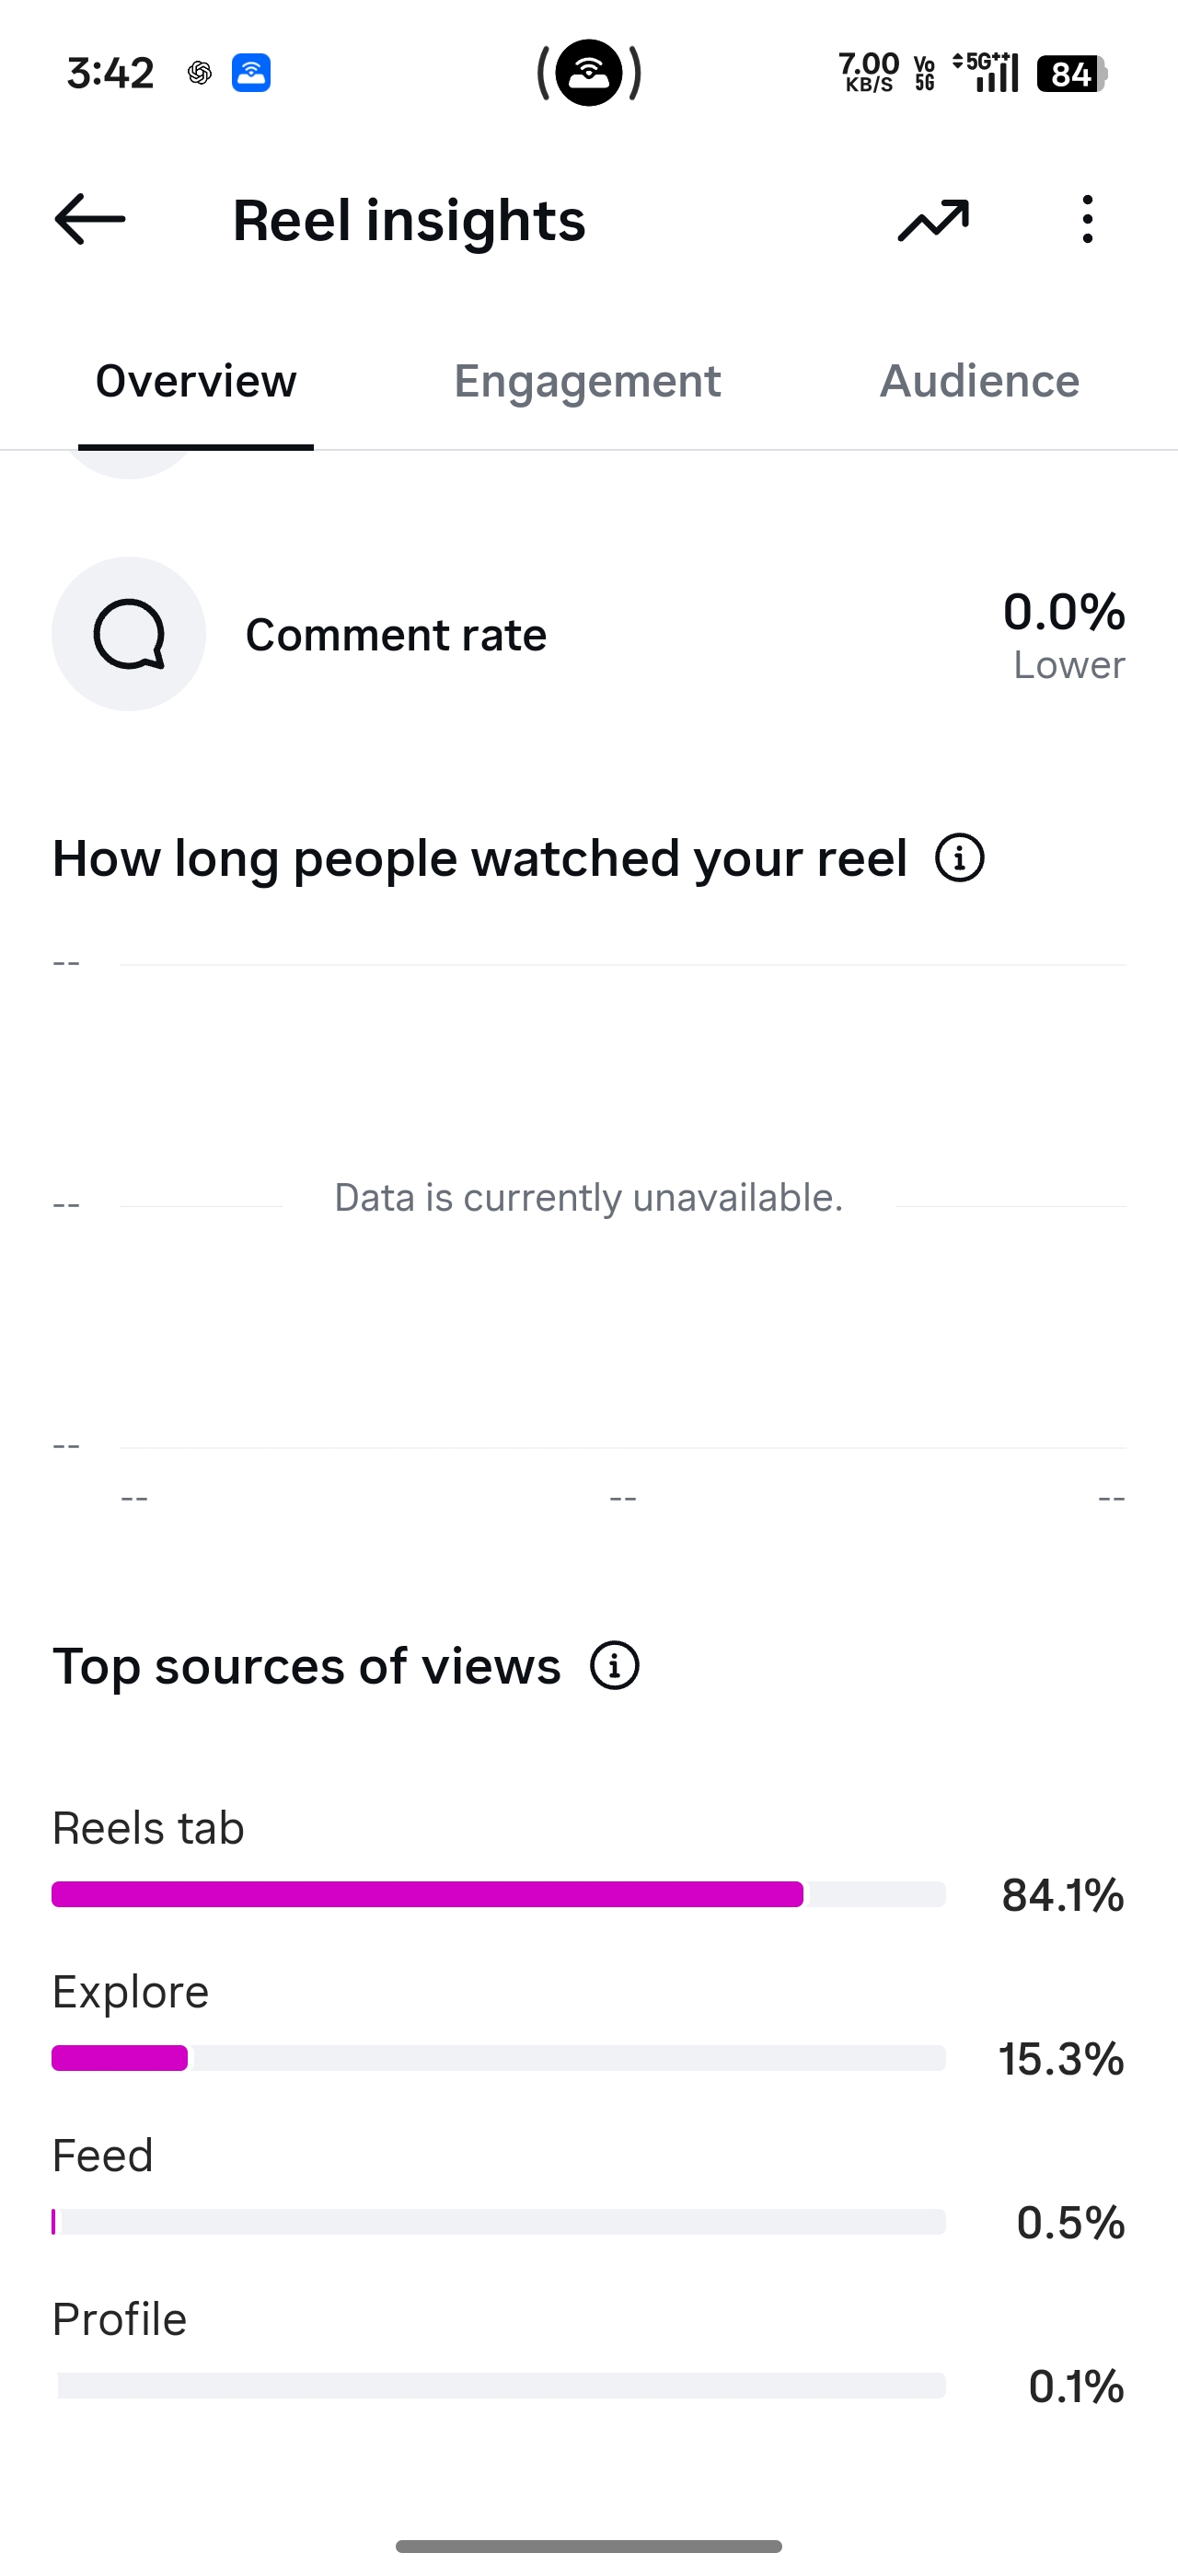 3:42
7.00
KB/S
Vo
5G
5G++
84
Reel insights
Overview
Engagement
Audience
Comment rate
0.0%
Lower
How long people watched your reel
--
--
Data is currently unavailable.
--
--
--
--
Top sources of views
Reels tab
84.1%
Explore
15.3%
Feed
0.5%
Profile
0.1%